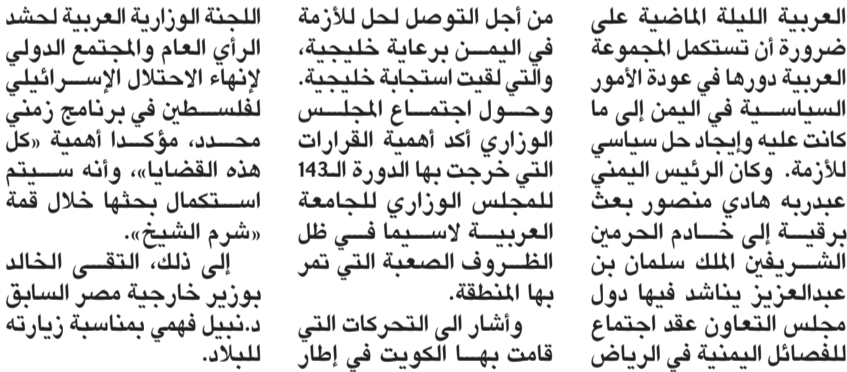 العربية الليلة الماضية على
ضرورة أن تستكمل المجموعة
العربية دورها في عودة الأمور
السياسية في اليمن إلى ما
كانت عليه وإيجاد حل سياسي
للأزمة. وكان الرئيس اليمني
عبدربه هادي منصور بعث
برقية إلى خادم الحرمين
الشريفين الملك سلمان بن
عبدالعزيز يناشد فيها دول
مجلس التعاون عقد اجتماع
للفصائل اليمنية في الرياض
من أجل التوصل لحل للأزمة
في اليمن برعاية خليجية،
والتي لقيت استجابة خليجية.
وحول اجتماع المجلس
الوزاري أكد أهمية القرارات
التي خرجت بها الدورة الـ143
للمجلس الوزاري للجامعة
العربية لاسيما في ظل
الظروف الصعبة التي تمر
بها المنطقة.
وأشار الى التحركات التي
قامت بها الكويت في إطار
اللجنة الوزارية العربية لحشد
الرأي العام والمجتمع الدولي
لإنهاء الاحتلال الإسرائيلي
لفلسطين في برنامج زمني
محدد، مؤكدا أهمية «كل
هذه القضايا»، وأنه سيتم
استكمال بحثها خلال قمة
«شرم الشيخ».
إلى ذلك، التقى الخالد
بوزير خارجية مصر السابق
د.نبيل فهمي بمناسبة زيارته
للبلاد.